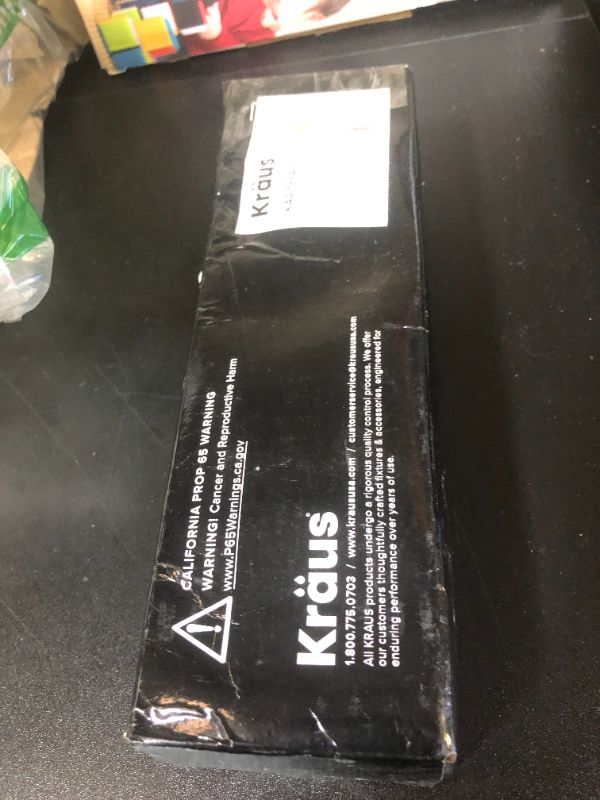 Kräus
CALIFORNIA PROP 65 WARNING
WARNING! Cancer and Reproductive Harm
www.P65Warnings.ca.gov
Kräus
1.800.775.0703 / www.kraususa.com / customerservice@kraususa.com
All KRAUS products undergo a rigorous quality control process. We offer
our customers thoughtfully crafted fixtures & accessories, engineered for
enduring performance over years of use.